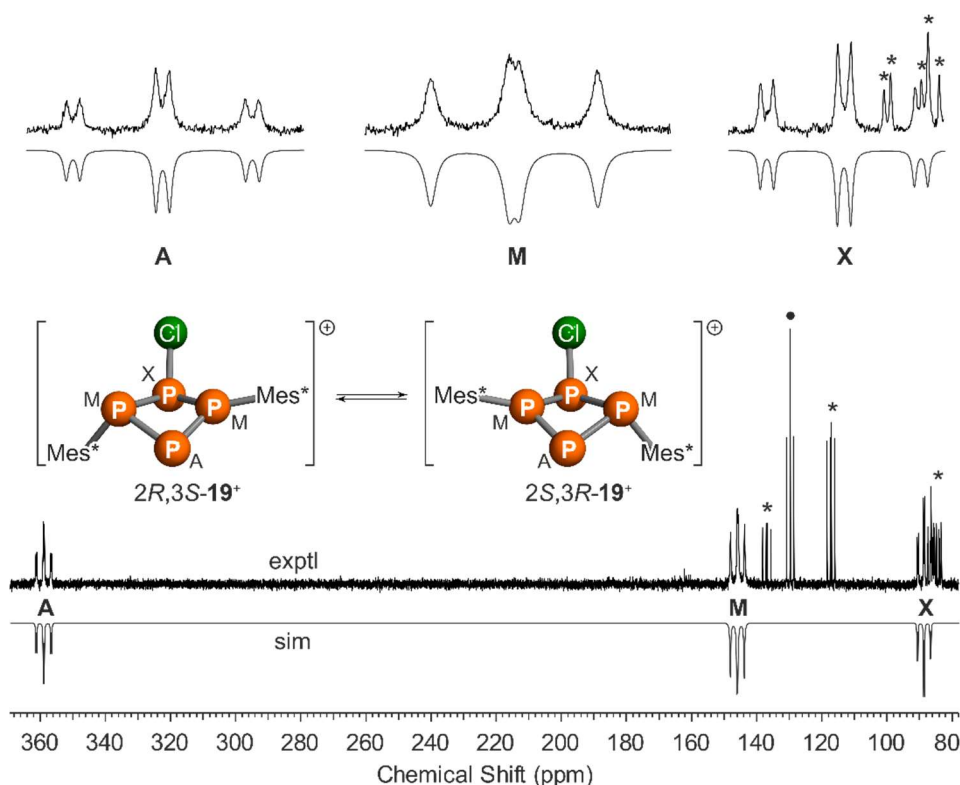 * * * * *
A M X
Cl Cl
X X
M P P P Mes* Mes* P P P M
M M
Mes* P A A P Mes*
2R,3S-19⁺ 2S,3R-19⁺
⊕ ⊕
• * * *
exptl
A M X
sim
360 340 320 300 280 260 240 220 200 180 160 140 120 100 80
Chemical Shift (ppm)